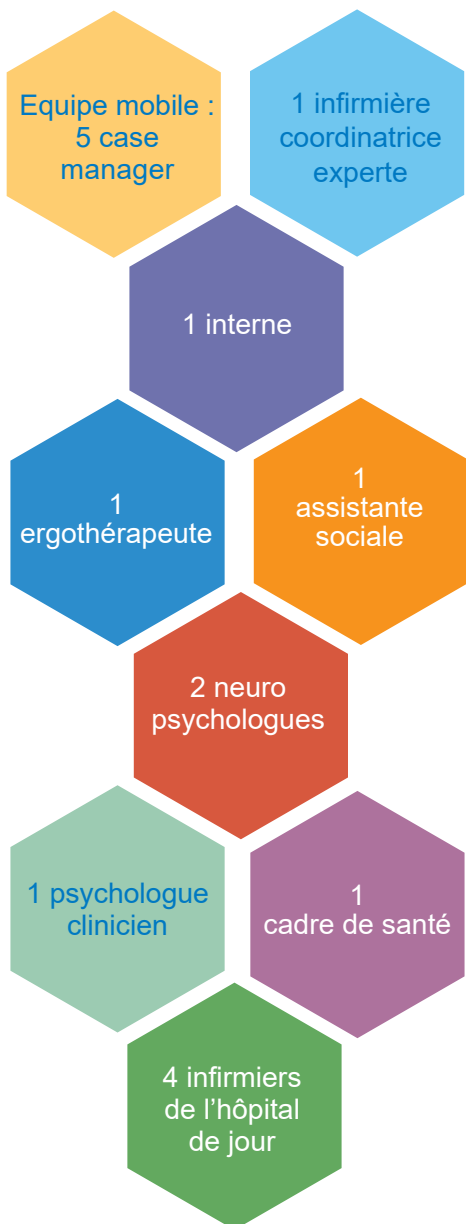 Equipe mobile :
5 case
manager
1 infirmière
coordinatrice
experte
1 interne
1
ergothérapeute
1
assistante
sociale
2 neuro
psychologues
1 psychologue
clinicien
1
cadre de santé
4 infirmiers
de l’hôpital
de jour